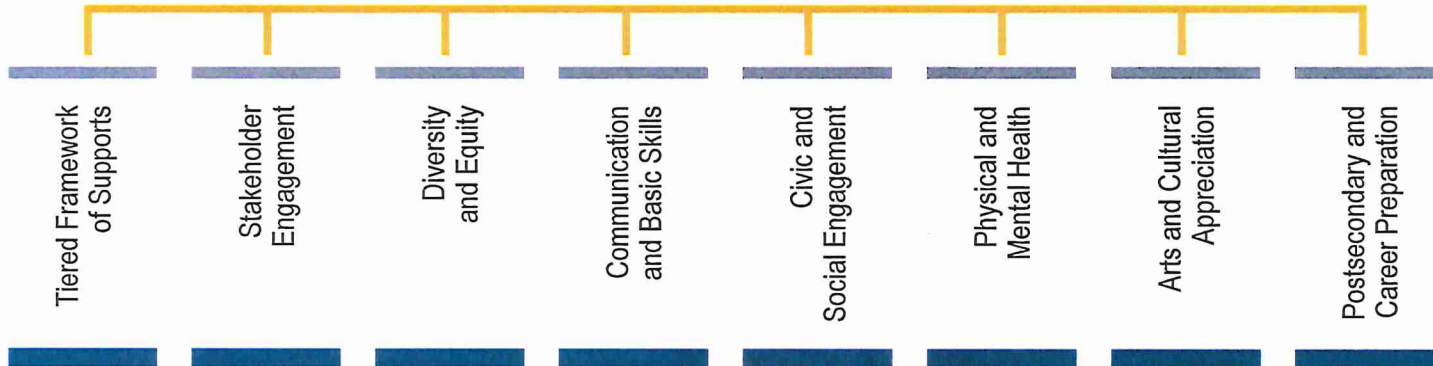 Tiered Framework
of Supports
Stakeholder
Engagement
Diversity
and Equity
Communication
and Basic Skills
Civic and
Social Engagement
Physical and
Mental Health
Arts and Cultural
Appreciation
Postsecondary and
Career Preparation